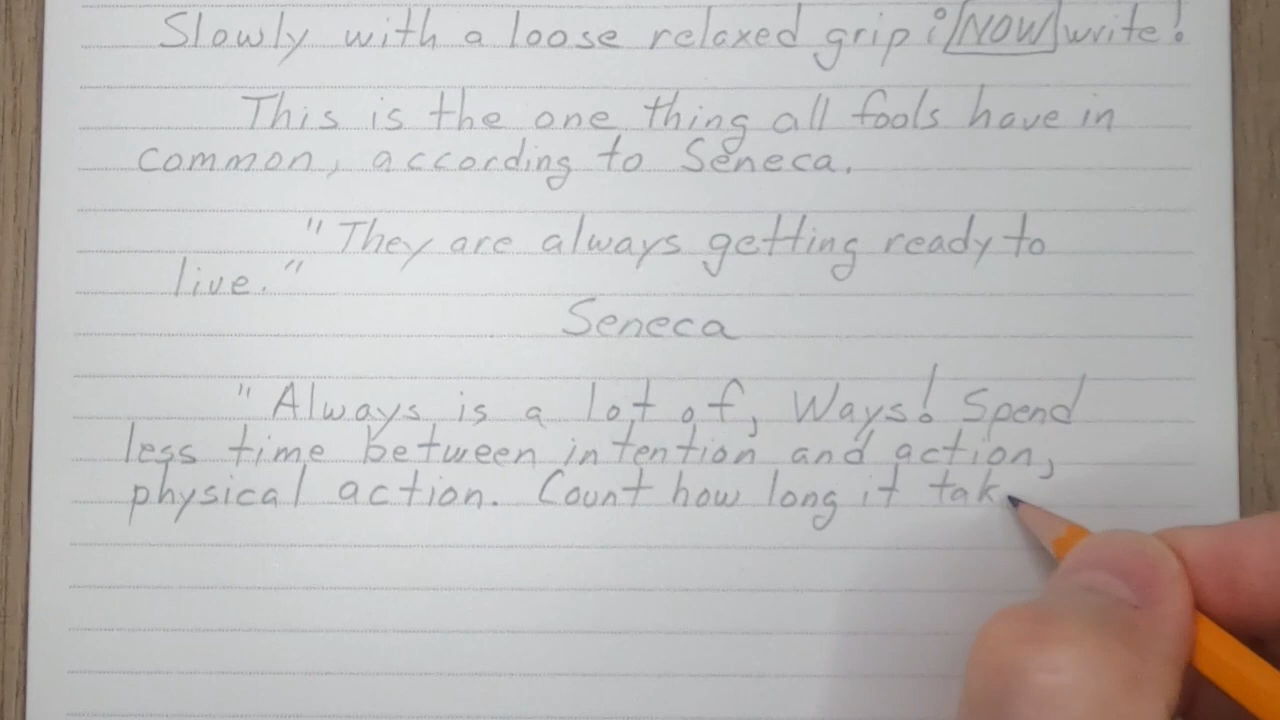 Slowly with a loose relaxed grip; NOW write!
This is the one thing all fools have in
common, according to Seneca.
"They are always getting ready to
live."
Seneca
"Always is a lot of, Ways! Spend
less time between intention and action,
physical action. Count how long it tak